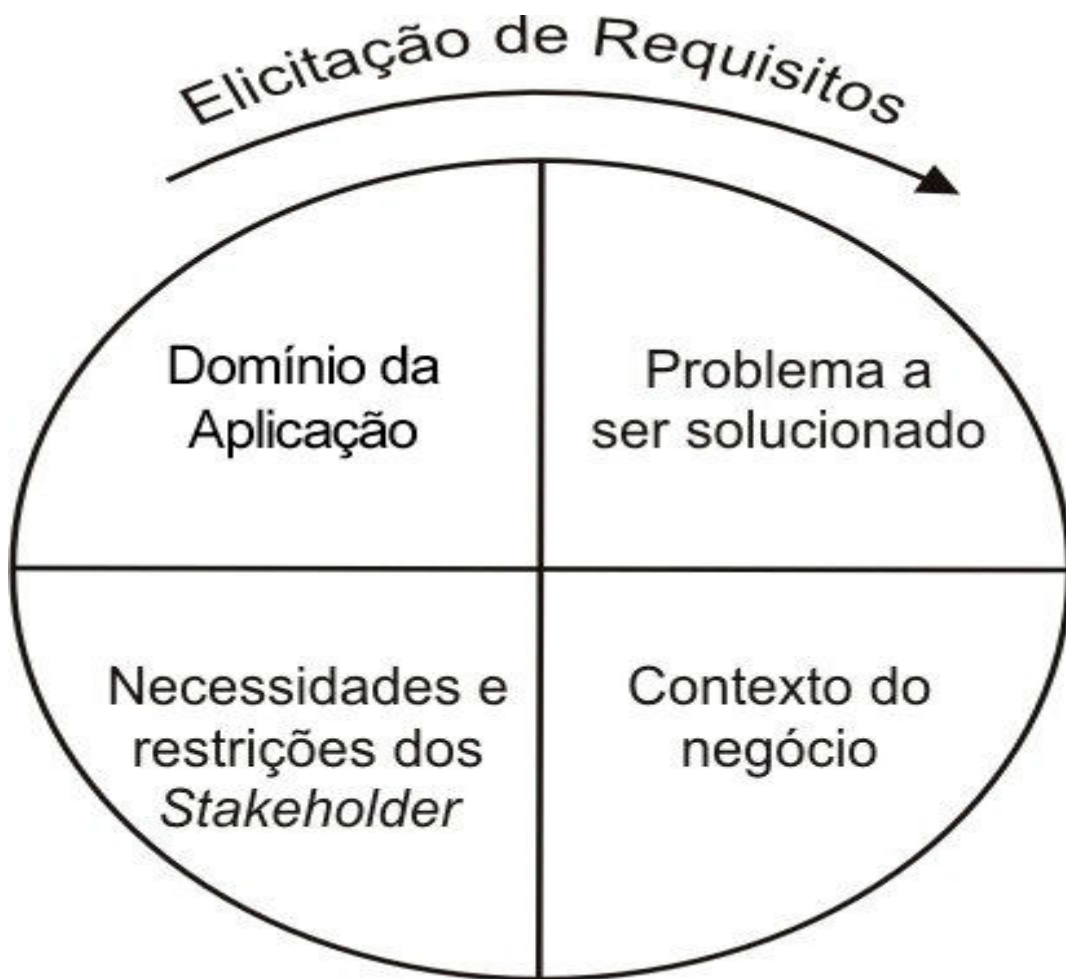 Elicitação de Requisitos
Domínio da
Aplicação
Problema a
ser solucionado
Necessidades e
restrições dos
Stakeholder
Contexto do
negócio